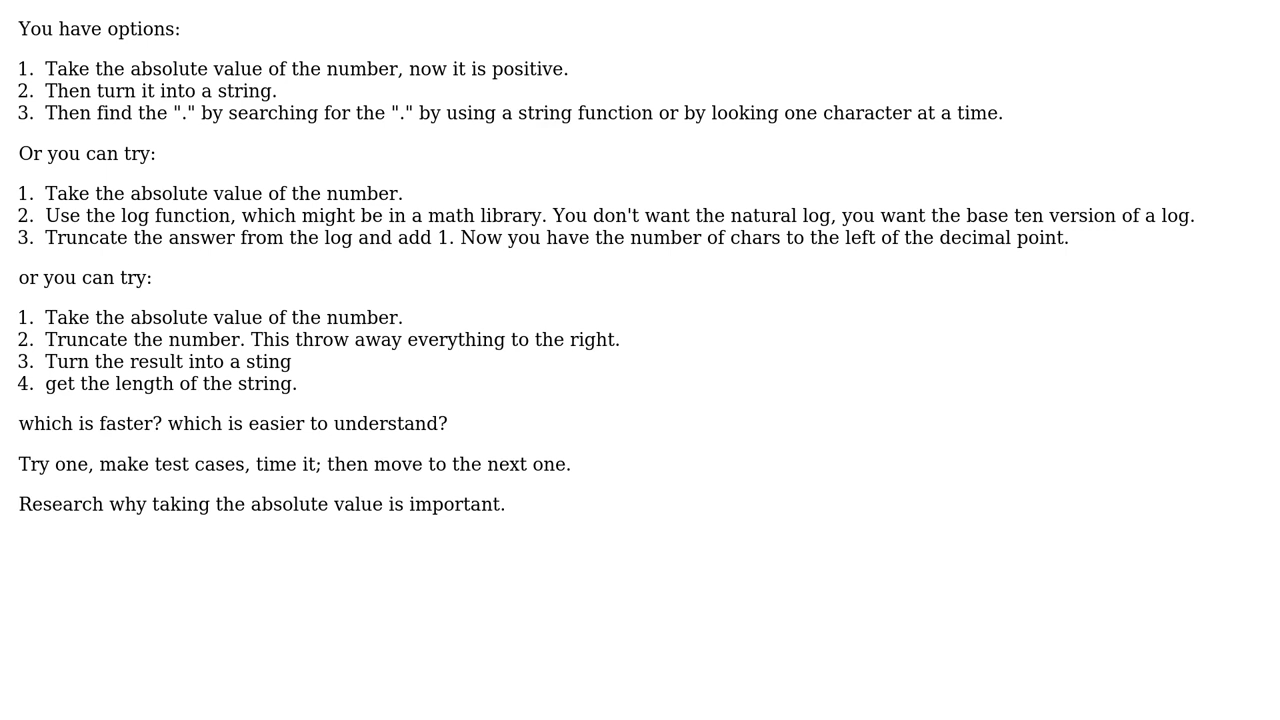 You have options:
1. Take the absolute value of the number, now it is positive.
2. Then turn it into a string.
3. Then find the "." by searching for the "." by using a string function or by looking one character at a time.
Or you can try:
1. Take the absolute value of the number.
2. Use the log function, which might be in a math library. You don't want the natural log, you want the base ten version of a log.
3. Truncate the answer from the log and add 1. Now you have the number of chars to the left of the decimal point.
or you can try:
1. Take the absolute value of the number.
2. Truncate the number. This throw away everything to the right.
3. Turn the result into a sting
4. get the length of the string.
which is faster? which is easier to understand?
Try one, make test cases, time it; then move to the next one.
Research why taking the absolute value is important.